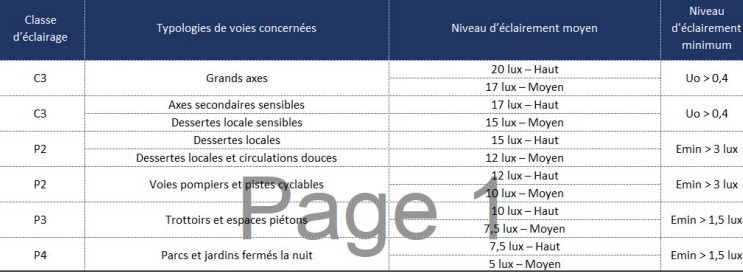 Classe d'éclairage | Typologies de voies concernées | Niveau d'éclairement moyen | Niveau d'éclairement minimum
C3 | Grands axes | 20 lux – Haut | Uo > 0,4
17 lux – Moyen
C3 | Axes secondaires sensibles | 17 lux – Haut | Uo > 0,4
Dessertes locale sensibles | 15 lux – Moyen
P2 | Dessertes locales | 15 lux – Haut | Emin > 3 lux
Dessertes locales et circulations douces | 12 lux – Moyen
P2 | Voies pompiers et pistes cyclables | 12 lux – Haut | Emin > 3 lux
10 lux – Moyen
P3 | Trottoirs et espaces piétons | 10 lux – Haut | Emin > 1,5 lux
7,5 lux – Moyen
P4 | Parcs et jardins fermés la nuit | 7,5 lux – Haut | Emin > 1,5 lux
5 lux – Moyen
Page 1